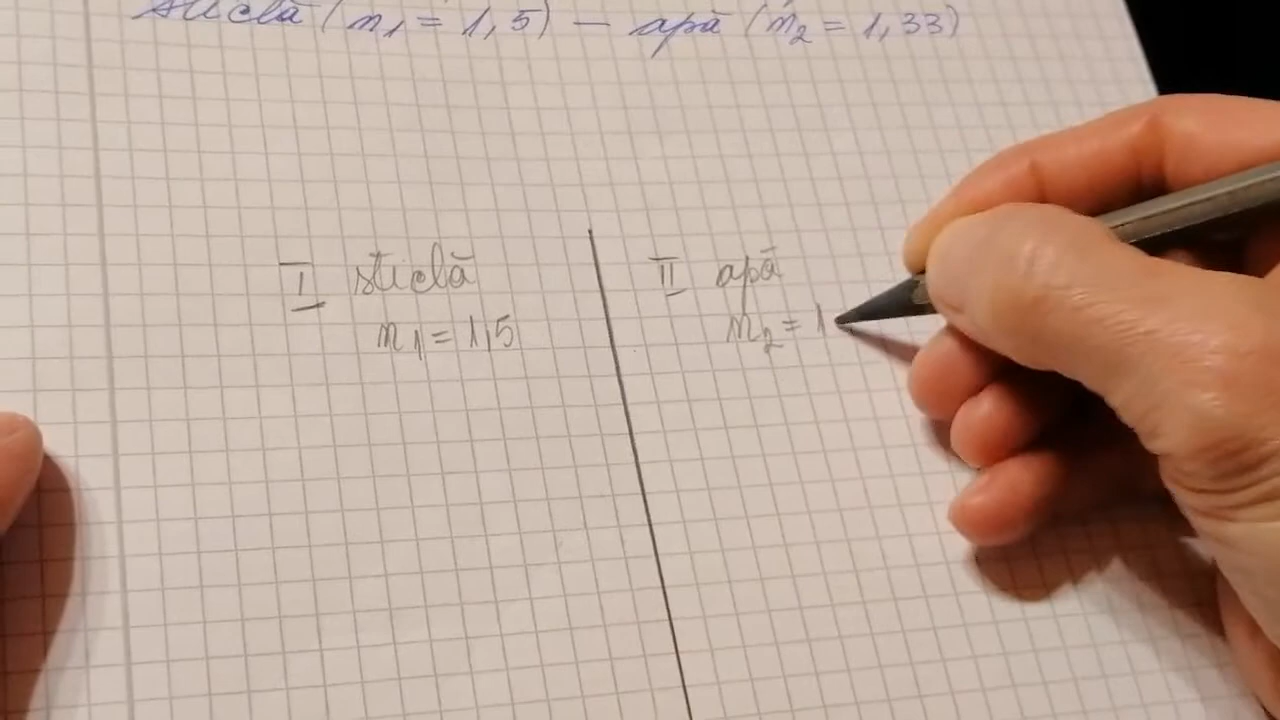 sticlă (n₁ = 1,5) – apă (n₂ = 1,33)
I sticlă
n₁ = 1,5
II apă
n₂ = 1